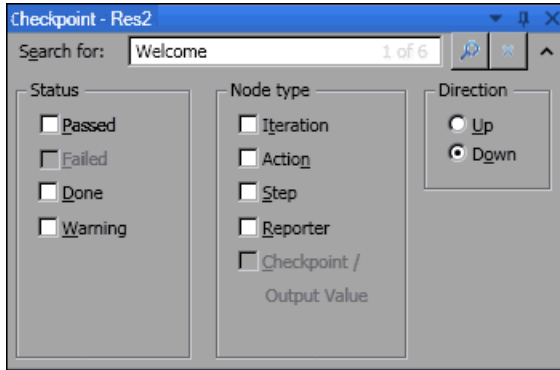 Checkpoint - Res2
Search for: Welcome 1 of 6
Status
Passed
Failed
Done
Warning
Node type
Iteration
Action
Step
Reporter
Checkpoint /
Output Value
Direction
Up
Down